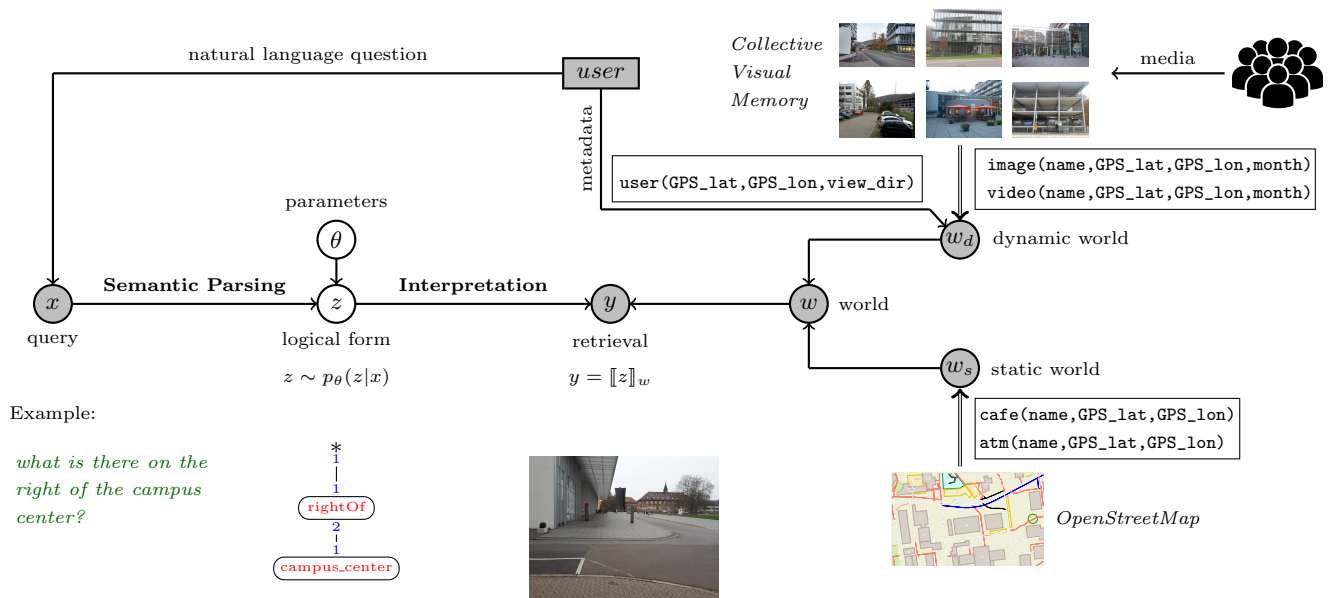 natural language question
user
metadata
Collective
Visual
Memory
media
user(GPS_lat,GPS_lon,view_dir)
image(name,GPS_lat,GPS_lon,month)
video(name,GPS_lat,GPS_lon,month)
parameters
θ
w_d
dynamic world
x
Semantic Parsing
z
Interpretation
y
w
world
query
logical form
retrieval
z ∼ p_θ(z|x)
y = ⟦z⟧_w
w_s
static world
Example:
cafe(name,GPS_lat,GPS_lon)
atm(name,GPS_lat,GPS_lon)
what is there on the
right of the campus
center?
*
1
1
rightOf
2
1
campus_center
OpenStreetMap